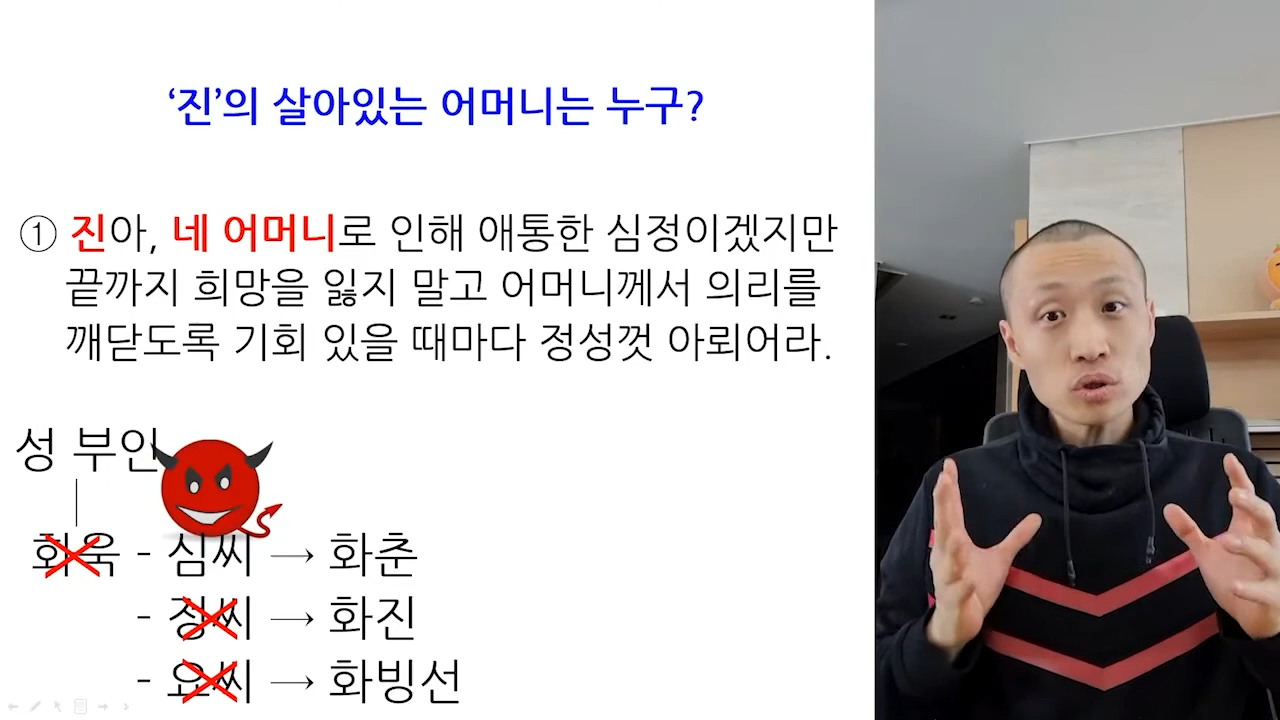 ‘진’의 살아있는 어머니는 누구?
① 진아, 네 어머니로 인해 애통한 심정이겠지만
끝까지 희망을 잃지 말고 어머니께서 의리를
깨닫도록 기회 있을 때마다 정성껏 아뢰어라.
성 부인
화욱 - 심씨 → 화춘
- 정씨 → 화진
- 요씨 → 화빙선